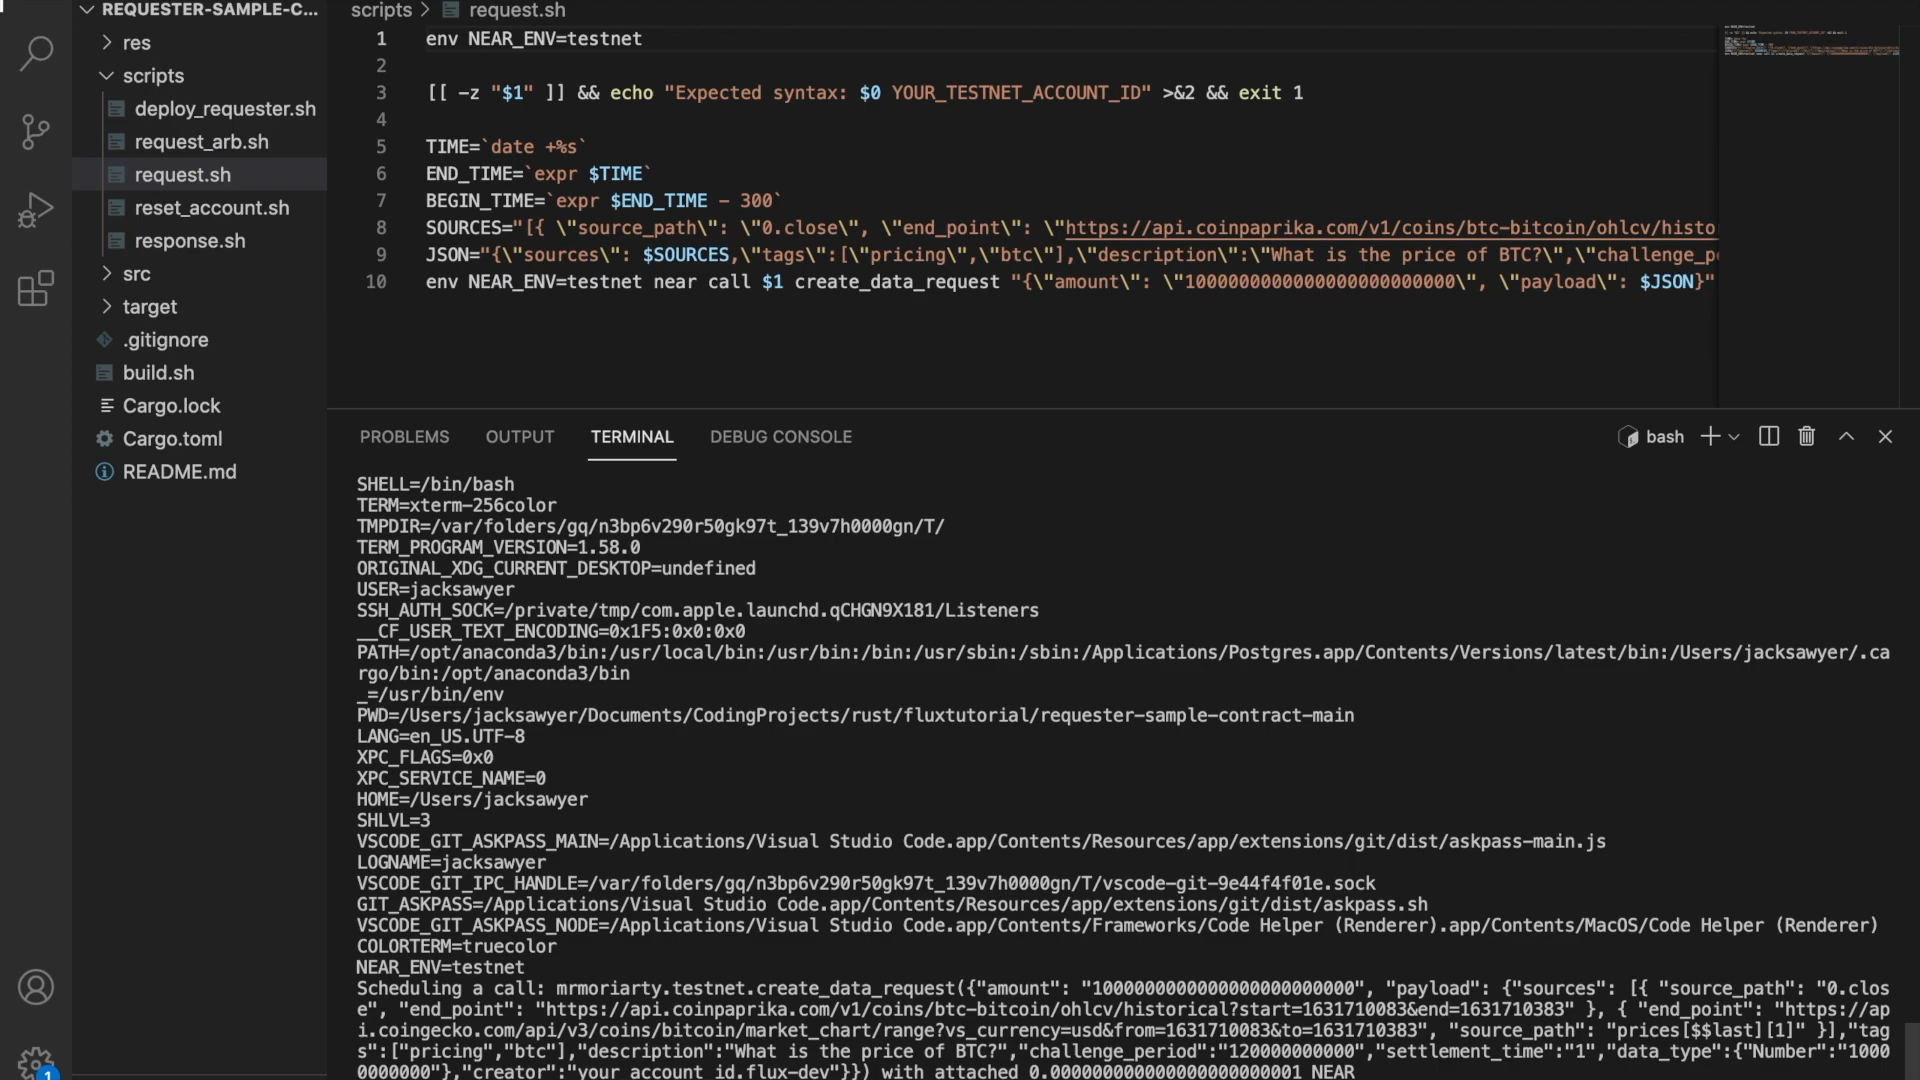 REQUESTER-SAMPLE-C...
res
scripts
deploy_requester.sh
request_arb.sh
request.sh
reset_account.sh
response.sh
src
target
.gitignore
build.sh
Cargo.lock
Cargo.toml
README.md
1
scripts > request.sh
1 env NEAR_ENV=testnet
2
3 [[ -z "$1" ]] && echo "Expected syntax: $0 YOUR_TESTNET_ACCOUNT_ID" >&2 && exit 1
4
5 TIME=`date +%s`
6 END_TIME=`expr $TIME`
7 BEGIN_TIME=`expr $END_TIME - 300`
8 SOURCES="[{ \"source_path\": \"0.close\", \"end_point\": \"https://api.coinpaprika.com/v1/coins/btc-bitcoin/ohlcv/histo
9 JSON="{\"sources\": $SOURCES,\"tags\":[\"pricing\",\"btc\"],\"description\":\"What is the price of BTC?\",\"challenge_p
10 env NEAR_ENV=testnet near call $1 create_data_request "{\"amount\": \"1000000000000000000000000\", \"payload\": $JSON}"
PROBLEMS OUTPUT TERMINAL DEBUG CONSOLE bash
SHELL=/bin/bash
TERM=xterm-256color
TMPDIR=/var/folders/gq/n3bp6v290r50gk97t_139v7h0000gn/T/
TERM_PROGRAM_VERSION=1.58.0
ORIGINAL_XDG_CURRENT_DESKTOP=undefined
USER=jacksawyer
SSH_AUTH_SOCK=/private/tmp/com.apple.launchd.qCHGN9X181/Listeners
__CF_USER_TEXT_ENCODING=0x1F5:0x0:0x0
PATH=/opt/anaconda3/bin:/usr/local/bin:/usr/bin:/bin:/usr/sbin:/sbin:/Applications/Postgres.app/Contents/Versions/latest/bin:/Users/jacksawyer/.ca
rgo/bin:/opt/anaconda3/bin
_=/usr/bin/env
PWD=/Users/jacksawyer/Documents/CodingProjects/rust/fluxtutorial/requester-sample-contract-main
LANG=en_US.UTF-8
XPC_FLAGS=0x0
XPC_SERVICE_NAME=0
HOME=/Users/jacksawyer
SHLVL=3
VSCODE_GIT_ASKPASS_MAIN=/Applications/Visual Studio Code.app/Contents/Resources/app/extensions/git/dist/askpass-main.js
LOGNAME=jacksawyer
VSCODE_GIT_IPC_HANDLE=/var/folders/gq/n3bp6v290r50gk97t_139v7h0000gn/T/vscode-git-9e44f4f01e.sock
GIT_ASKPASS=/Applications/Visual Studio Code.app/Contents/Resources/app/extensions/git/dist/askpass.sh
VSCODE_GIT_ASKPASS_NODE=/Applications/Visual Studio Code.app/Contents/Frameworks/Code Helper (Renderer).app/Contents/MacOS/Code Helper (Renderer)
COLORTERM=truecolor
NEAR_ENV=testnet
Scheduling a call: mrmoriarty.testnet.create_data_request({"amount": "1000000000000000000000000", "payload": {"sources": [{ "source_path": "0.clos
e", "end_point": "https://api.coinpaprika.com/v1/coins/btc-bitcoin/ohlcv/historical?start=1631710083&end=1631710383" }, { "end_point": "https://ap
i.coingecko.com/api/v3/coins/bitcoin/market_chart/range?vs_currency=usd&from=1631710083&to=1631710383", "source_path": "prices[$$last][1]" }],"tag
s":["pricing","btc"],"description":"What is the price of BTC?","challenge_period":"120000000000","settlement_time":"1","data_type":{"Number":"1000
0000000"},"creator":"your_account_id.flux-dev"}}) with attached 0.000000000000000000000001 NEAR